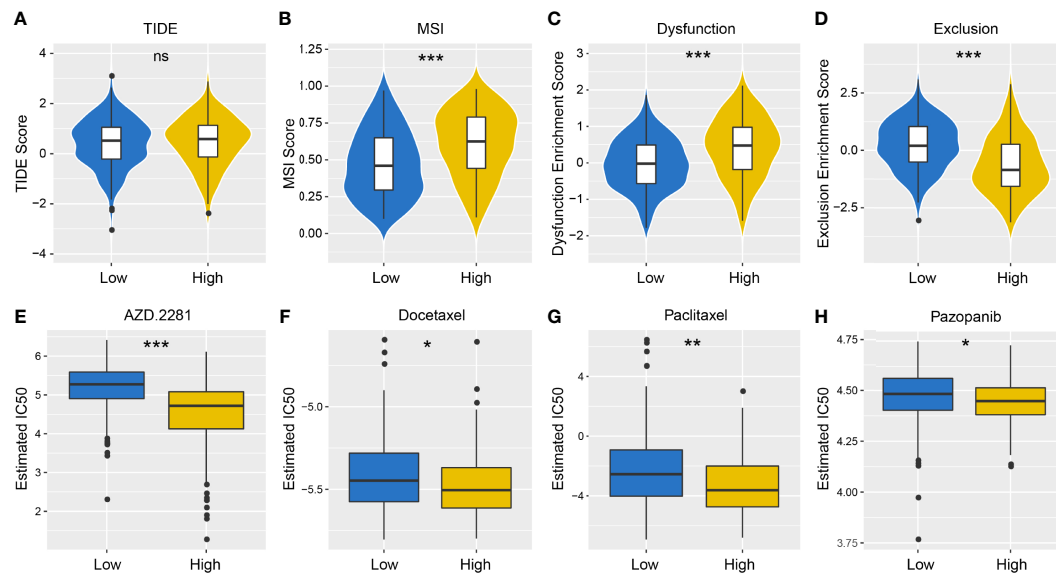 A
TIDE
TIDE Score
4
2
0
−2
−4
ns
Low
High
B
MSI
MSI Score
1.25
1.00
0.75
0.50
0.25
0.00
***
Low
High
C
Dysfunction
Dysfunction Enrichment Score
3
2
1
0
−1
−2
***
Low
High
D
Exclusion
Exclusion Enrichment Score
2.5
0.0
−2.5
***
Low
High
E
AZD.2281
Estimated IC50
6
5
4
3
2
***
Low
High
F
Docetaxel
Estimated IC50
−5.0
−5.5
*
Low
High
G
Paclitaxel
Estimated IC50
4
0
−4
**
Low
High
H
Pazopanib
Estimated IC50
4.75
4.50
4.25
4.00
3.75
*
Low
High